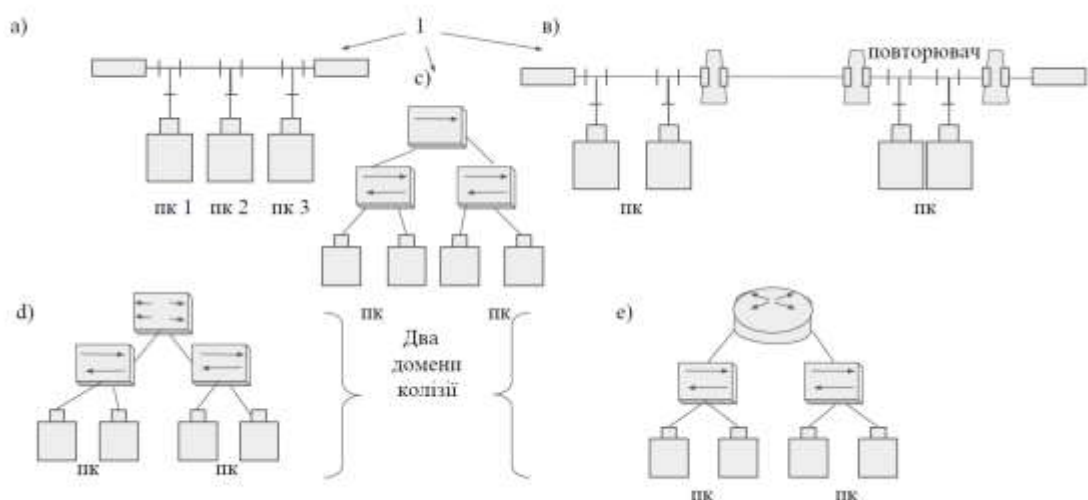 а)
1
в)
повторювач
с)
пк 1 пк 2 пк 3
пк
пк
d)
пк
пк
е)
Два
домени
колізії
пк
пк
пк
пк